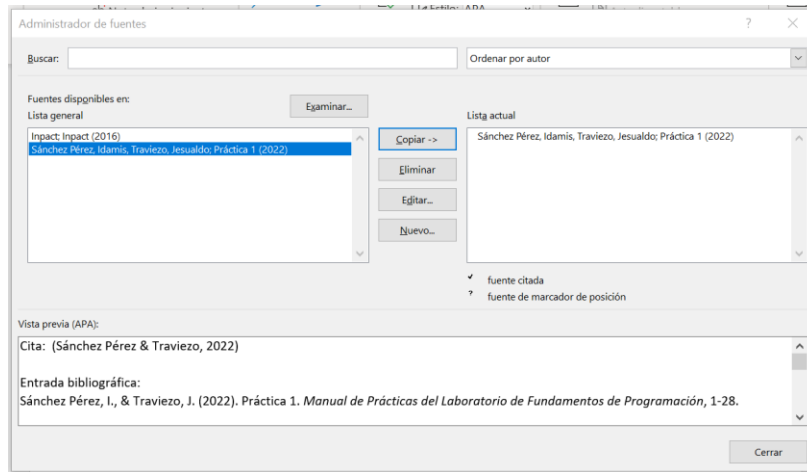 Estilo: APA
Administrador de fuentes
?
Buscar:
Ordenar por autor
Fuentes disponibles en:
Lista general
Examinar...
Lista actual
Inpact; Inpact (2016)
Sánchez Pérez, Idamis, Traviezo, Jesualdo; Práctica 1 (2022)
Copiar ->
Eliminar
Editar...
Nuevo...
Sánchez Pérez, Idamis, Traviezo, Jesualdo; Práctica 1 (2022)
fuente citada
? fuente de marcador de posición
Vista previa (APA):
Cita: (Sánchez Pérez & Traviezo, 2022)
Entrada bibliográfica:
Sánchez Pérez, I., & Traviezo, J. (2022). Práctica 1. Manual de Prácticas del Laboratorio de Fundamentos de Programación, 1-28.
Cerrar